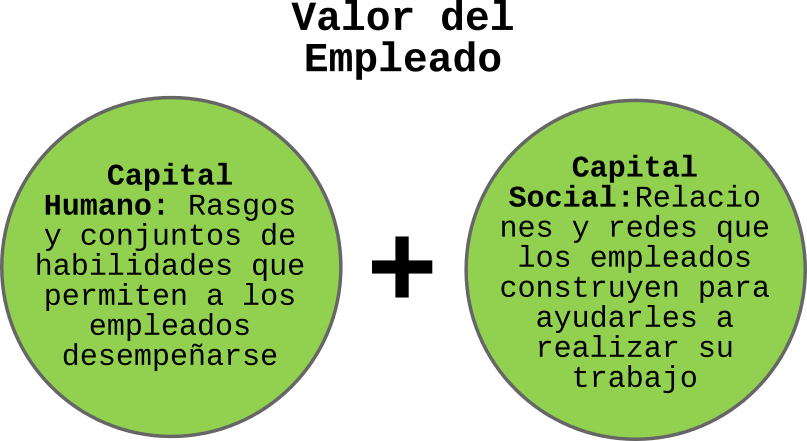 Valor del
Empleado
Capital
Humano: Rasgos
y conjuntos de
habilidades que
permiten a los
empleados
desempeñarse
+
Capital
Social:Relacio
nes y redes que
los empleados
construyen para
ayudarles a
realizar su
trabajo